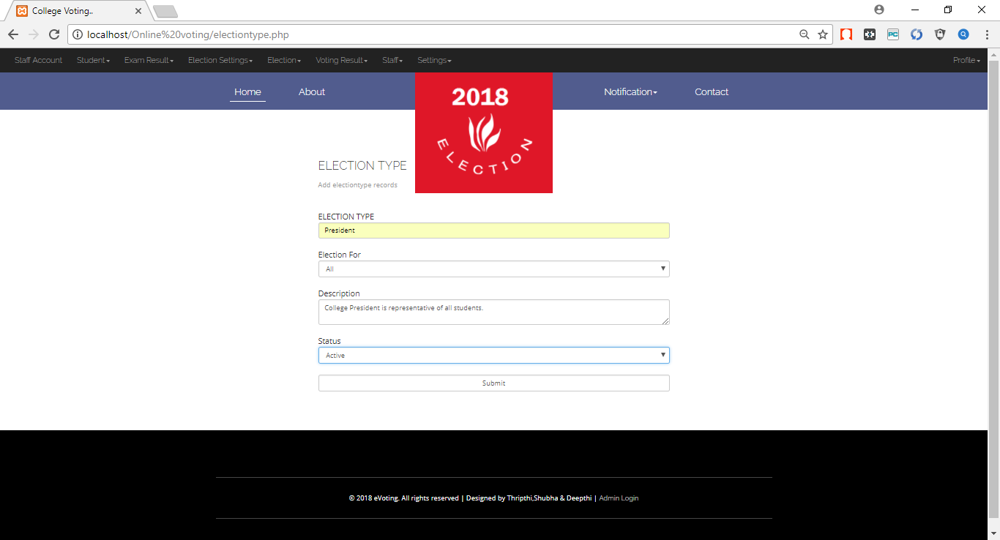 College Voting..
localhost/Online%20voting/electiontype.php
PC
Staff Account Student Exam Result Election Settings Election Voting Result Staff Settings Profile
Home About Notification Contact
2018
ELECTION
ELECTION TYPE
Add electiontype records
ELECTION TYPE
President
Election For
All
Description
College President is representative of all students.
Status
Active
Submit
© 2018 eVoting. All rights reserved | Designed by Thripthi,Shubha & Deepthi | Admin Login